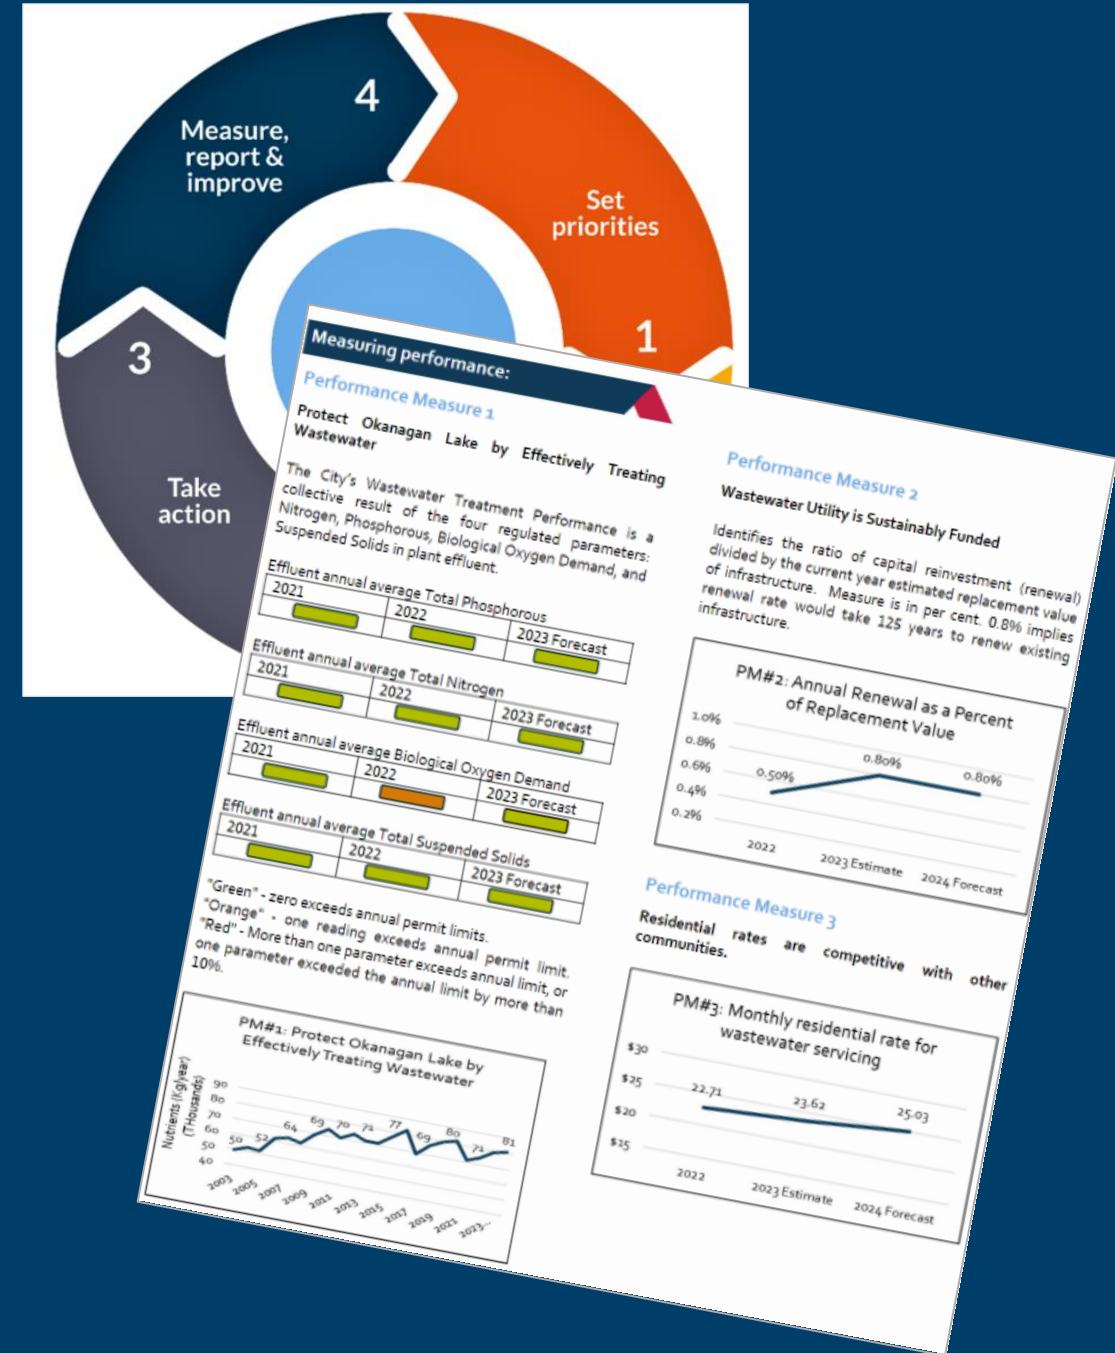 4
Measure,
report &
improve
Set
priorities
1
3
Take
action
Measuring performance:
Performance Measure 1
Protect Okanagan Lake by Effectively Treating
Wastewater
The City's Wastewater Treatment Performance is a
collective result of the four regulated parameters:
Nitrogen, Phosphorous, Biological Oxygen Demand, and
Suspended Solids in plant effluent.
Effluent annual average Total Phosphorous
2021
2022
2023 Forecast
Effluent annual average Total Nitrogen
2021
2022
2023 Forecast
Effluent annual average Biological Oxygen Demand
2021
2022
2023 Forecast
Effluent annual average Total Suspended Solids
2021
2022
2023 Forecast
"Green" - zero exceeds annual permit limits.
"Orange" - one reading exceeds annual permit limit.
"Red" - More than one parameter exceeds annual limit, or
one parameter exceeded the annual limit by more than
10%.
PM#1: Protect Okanagan Lake by
Effectively Treating Wastewater
Nutrients (Kg/year)
(THousands)
90
80
70
60
50
40
50 52 64 69 70 71 77 69 80 71 81
2003 2005 2007 2009 2011 2013 2015 2017 2019 2021 2023...
Performance Measure 2
Wastewater Utility is Sustainably Funded
Identifies the ratio of capital reinvestment (renewal)
divided by the current year estimated replacement value
of infrastructure. Measure is in per cent. 0.8% implies
renewal rate would take 125 years to renew existing
infrastructure.
PM#2: Annual Renewal as a Percent
of Replacement Value
1.0%
0.8%
0.6%
0.4%
0.2%
0.50% 0.80% 0.80%
2022 2023 Estimate 2024 Forecast
Performance Measure 3
Residential rates are competitive with other
communities.
PM#3: Monthly residential rate for
wastewater servicing
$30
$25
$20
$15
22.71 23.62 25.03
2022 2023 Estimate 2024 Forecast